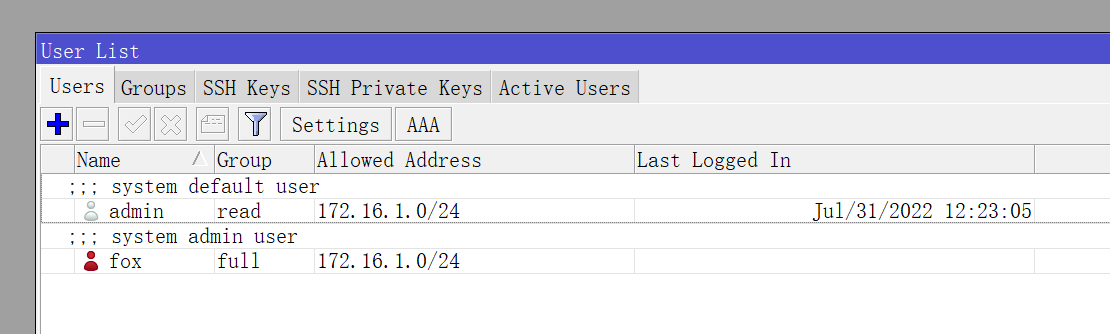 User List
Users Groups SSH Keys SSH Private Keys Active Users
Settings AAA
Name Group Allowed Address Last Logged In
;;; system default user
admin read 172.16.1.0/24 Jul/31/2022 12:23:05
;;; system admin user
fox full 172.16.1.0/24